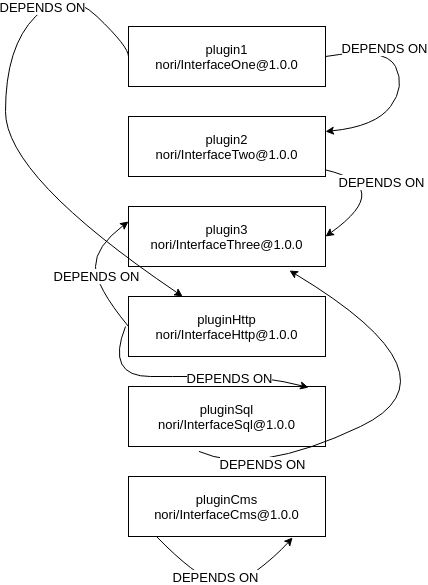 DEPENDS ON
plugin1
nori/InterfaceOne@1.0.0
DEPENDS ON
plugin2
nori/InterfaceTwo@1.0.0
DEPENDS ON
plugin3
nori/InterfaceThree@1.0.0
DEPENDS ON
pluginHttp
nori/InterfaceHttp@1.0.0
DEPENDS ON
pluginSql
nori/InterfaceSql@1.0.0
DEPENDS ON
pluginCms
nori/InterfaceCms@1.0.0
DEPENDS ON